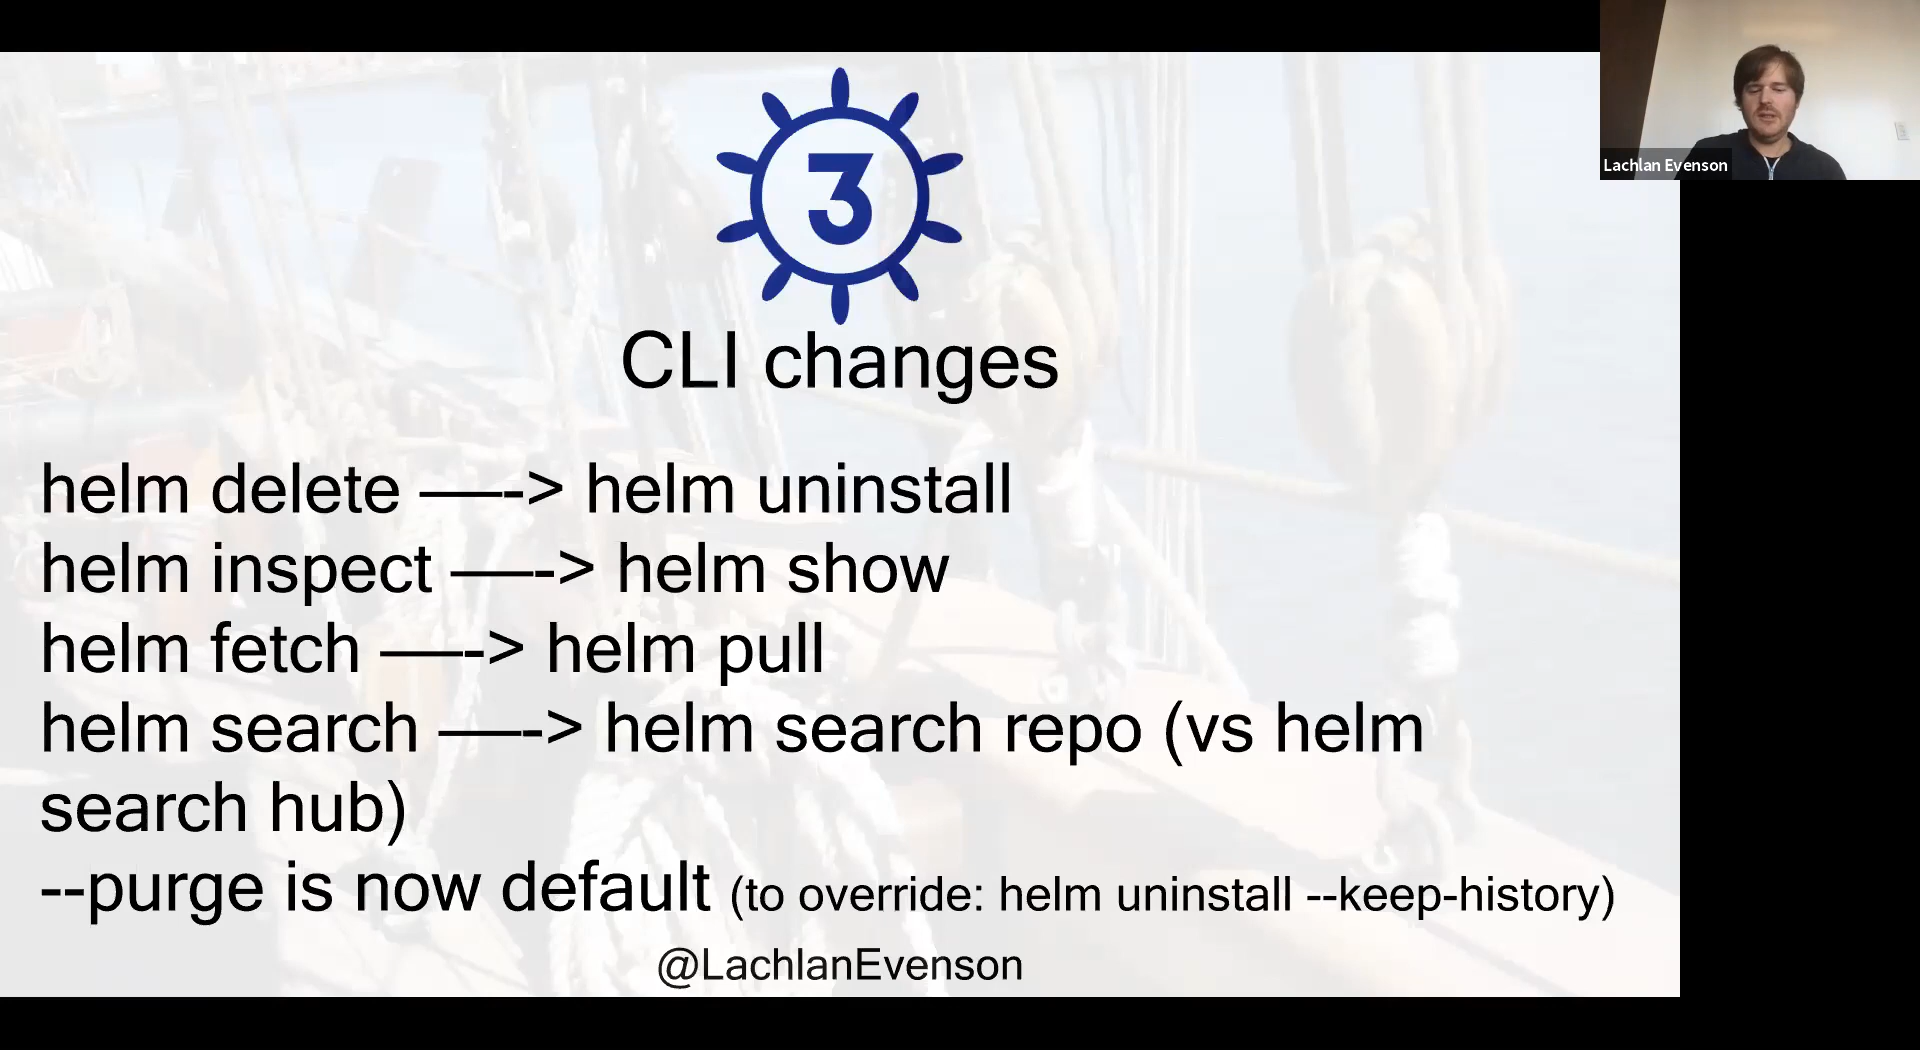 Lachlan Evenson
3
CLI changes
helm delete ——-> helm uninstall
helm inspect ——-> helm show
helm fetch ——-> helm pull
helm search ——-> helm search repo (vs helm
search hub)
--purge is now default (to override: helm uninstall --keep-history)
@LachlanEvenson